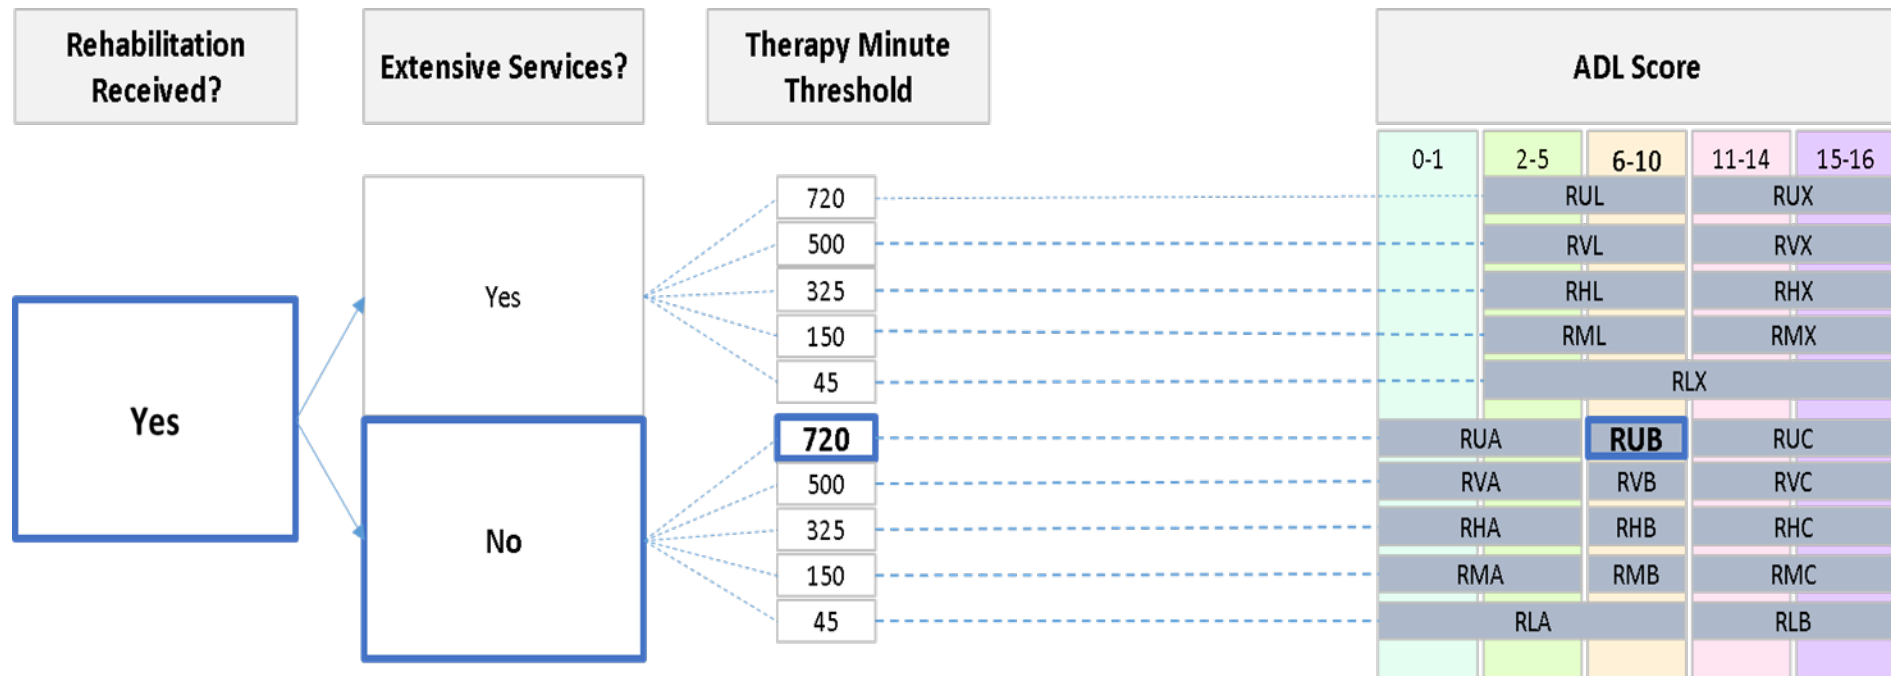 Rehabilitation
Received?
Extensive Services?
Therapy Minute
Threshold
ADL Score
0-1
2-5
6-10
11-14
15-16
Yes
Yes
No
720
RUL
RUX
500
RVL
RVX
325
RHL
RHX
150
RML
RMX
45
RLX
720
RUA
RUB
RUC
500
RVA
RVB
RVC
325
RHA
RHB
RHC
150
RMA
RMB
RMC
45
RLA
RLB